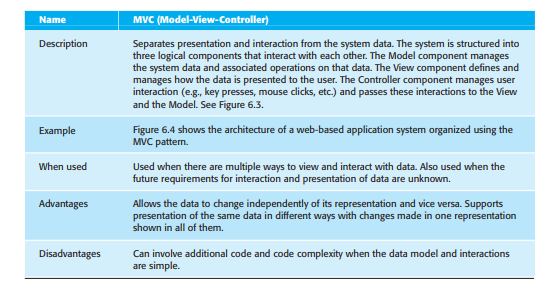 Name MVC (Model-View-Controller)
Description Separates presentation and interaction from the system data. The system is structured into
three logical components that interact with each other. The Model component manages
the system data and associated operations on that data. The View component defines and
manages how the data is presented to the user. The Controller component manages user
interaction (e.g., key presses, mouse clicks, etc.) and passes these interactions to the View
and the Model. See Figure 6.3.
Example Figure 6.4 shows the architecture of a web-based application system organized using the
MVC pattern.
When used Used when there are multiple ways to view and interact with data. Also used when the
future requirements for interaction and presentation of data are unknown.
Advantages Allows the data to change independently of its representation and vice versa. Supports
presentation of the same data in different ways with changes made in one representation
shown in all of them.
Disadvantages Can involve additional code and code complexity when the data model and interactions
are simple.